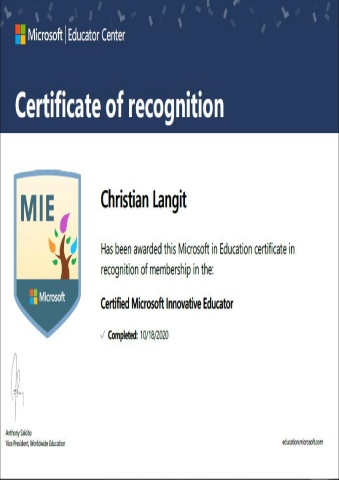 Microsoft | Educator Center
Certificate of recognition
MIE
Microsoft
Christian Langit
Has been awarded this Microsoft in Education certificate in
recognition of membership in the:
Certified Microsoft Innovative Educator
✓ Completed: 10/18/2020
Anthony Salcito
Vice President, Worldwide Education
education.microsoft.com